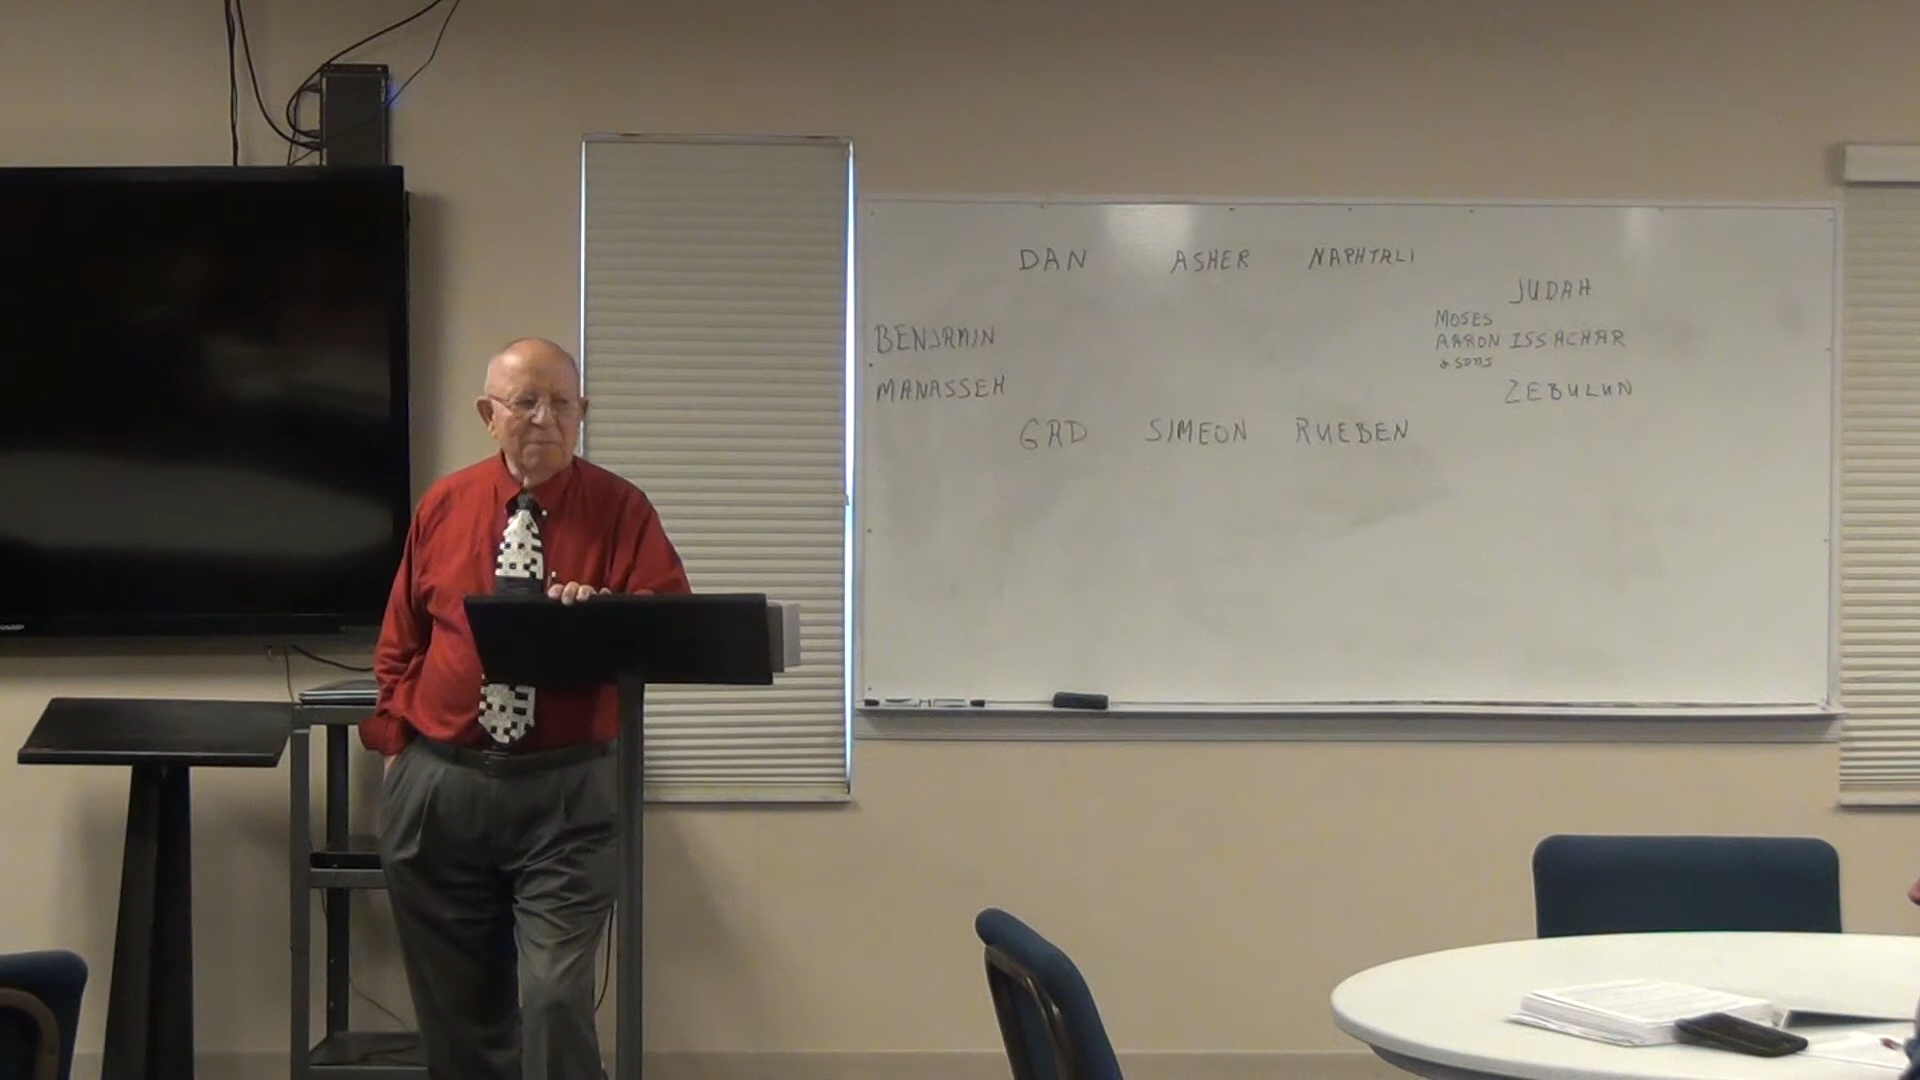 DAN ASHER NAPHTALI
JUDAH
MOSES
BENJAMIN AARON ISSACHAR
& SONS
MANASSEH ZEBULUN
GAD SIMEON RUEBEN